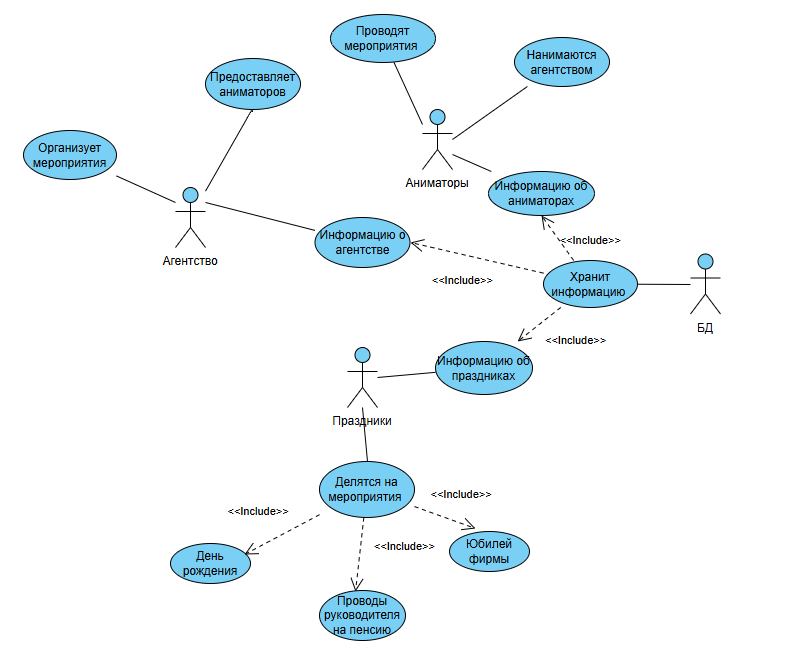 Проводят
мероприятия
Нанимаются
агентством
Предоставляет
аниматоров
Организует
мероприятия
Аниматоры
Информацию об
аниматорах
Агентство
Информацию о
агентстве
<<Include>>
<<Include>>
Хранит
информацию
БД
<<Include>>
Информацию об
праздниках
Праздники
Делятся на
мероприятия
<<Include>>
<<Include>>
<<Include>>
День
рождения
Юбилей
фирмы
Проводы
руководителя
на пенсию